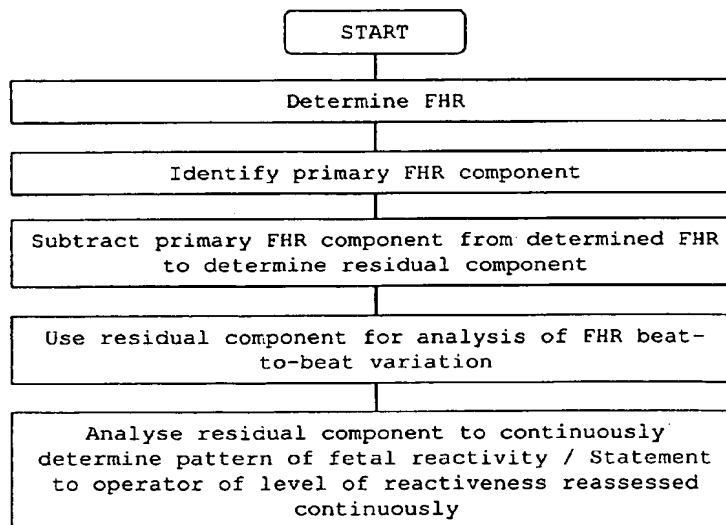 START
Determine FHR
Identify primary FHR component
Subtract primary FHR component from determined FHR
to determine residual component
Use residual component for analysis of FHR beat-
to-beat variation
Analyse residual component to continuously
determine pattern of fetal reactivity / Statement
to operator of level of reactiveness reassessed
continuously